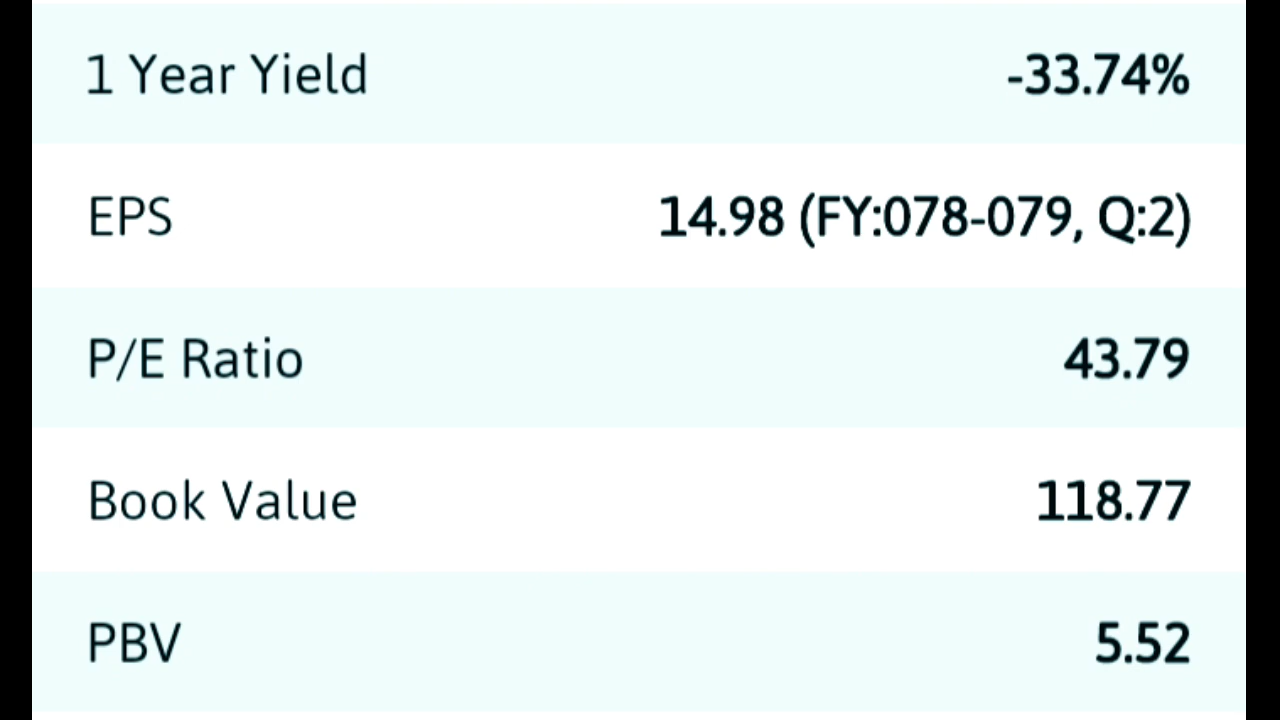 1 Year Yield -33.74%
EPS 14.98 (FY:078-079, Q:2)
P/E Ratio 43.79
Book Value 118.77
PBV 5.52